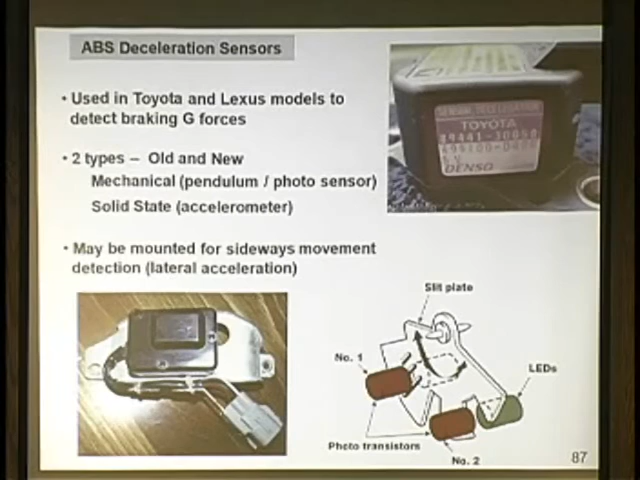 ABS Deceleration Sensors
• Used in Toyota and Lexus models to
detect braking G forces
• 2 types – Old and New
Mechanical (pendulum / photo sensor)
Solid State (accelerometer)
• May be mounted for sideways movement
detection (lateral acceleration)
TOYOTA
DENSO
Slit plate
No. 1
LEDs
Photo transistors
No. 2
87